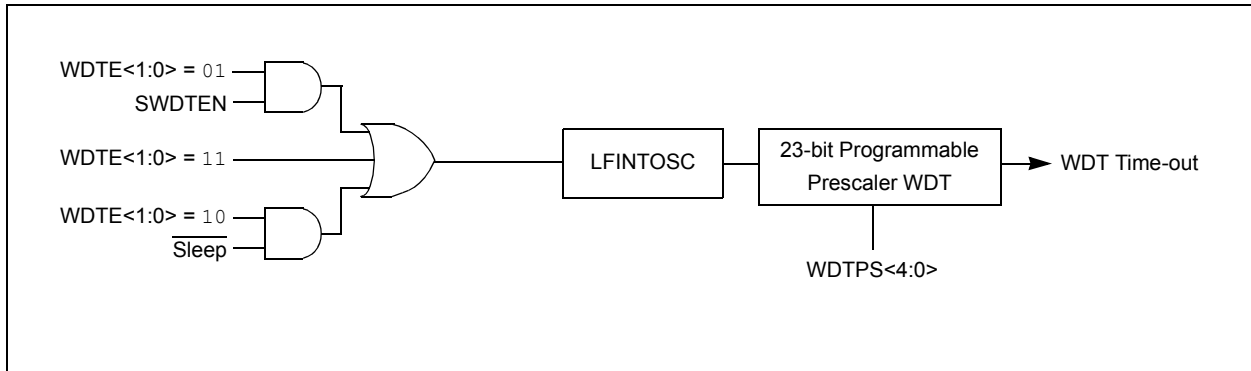 WDTE<1:0> = 01
SWDTEN
WDTE<1:0> = 11
WDTE<1:0> = 10
Sleep
LFINTOSC
23-bit Programmable
Prescaler WDT
WDT Time-out
WDTPS<4:0>